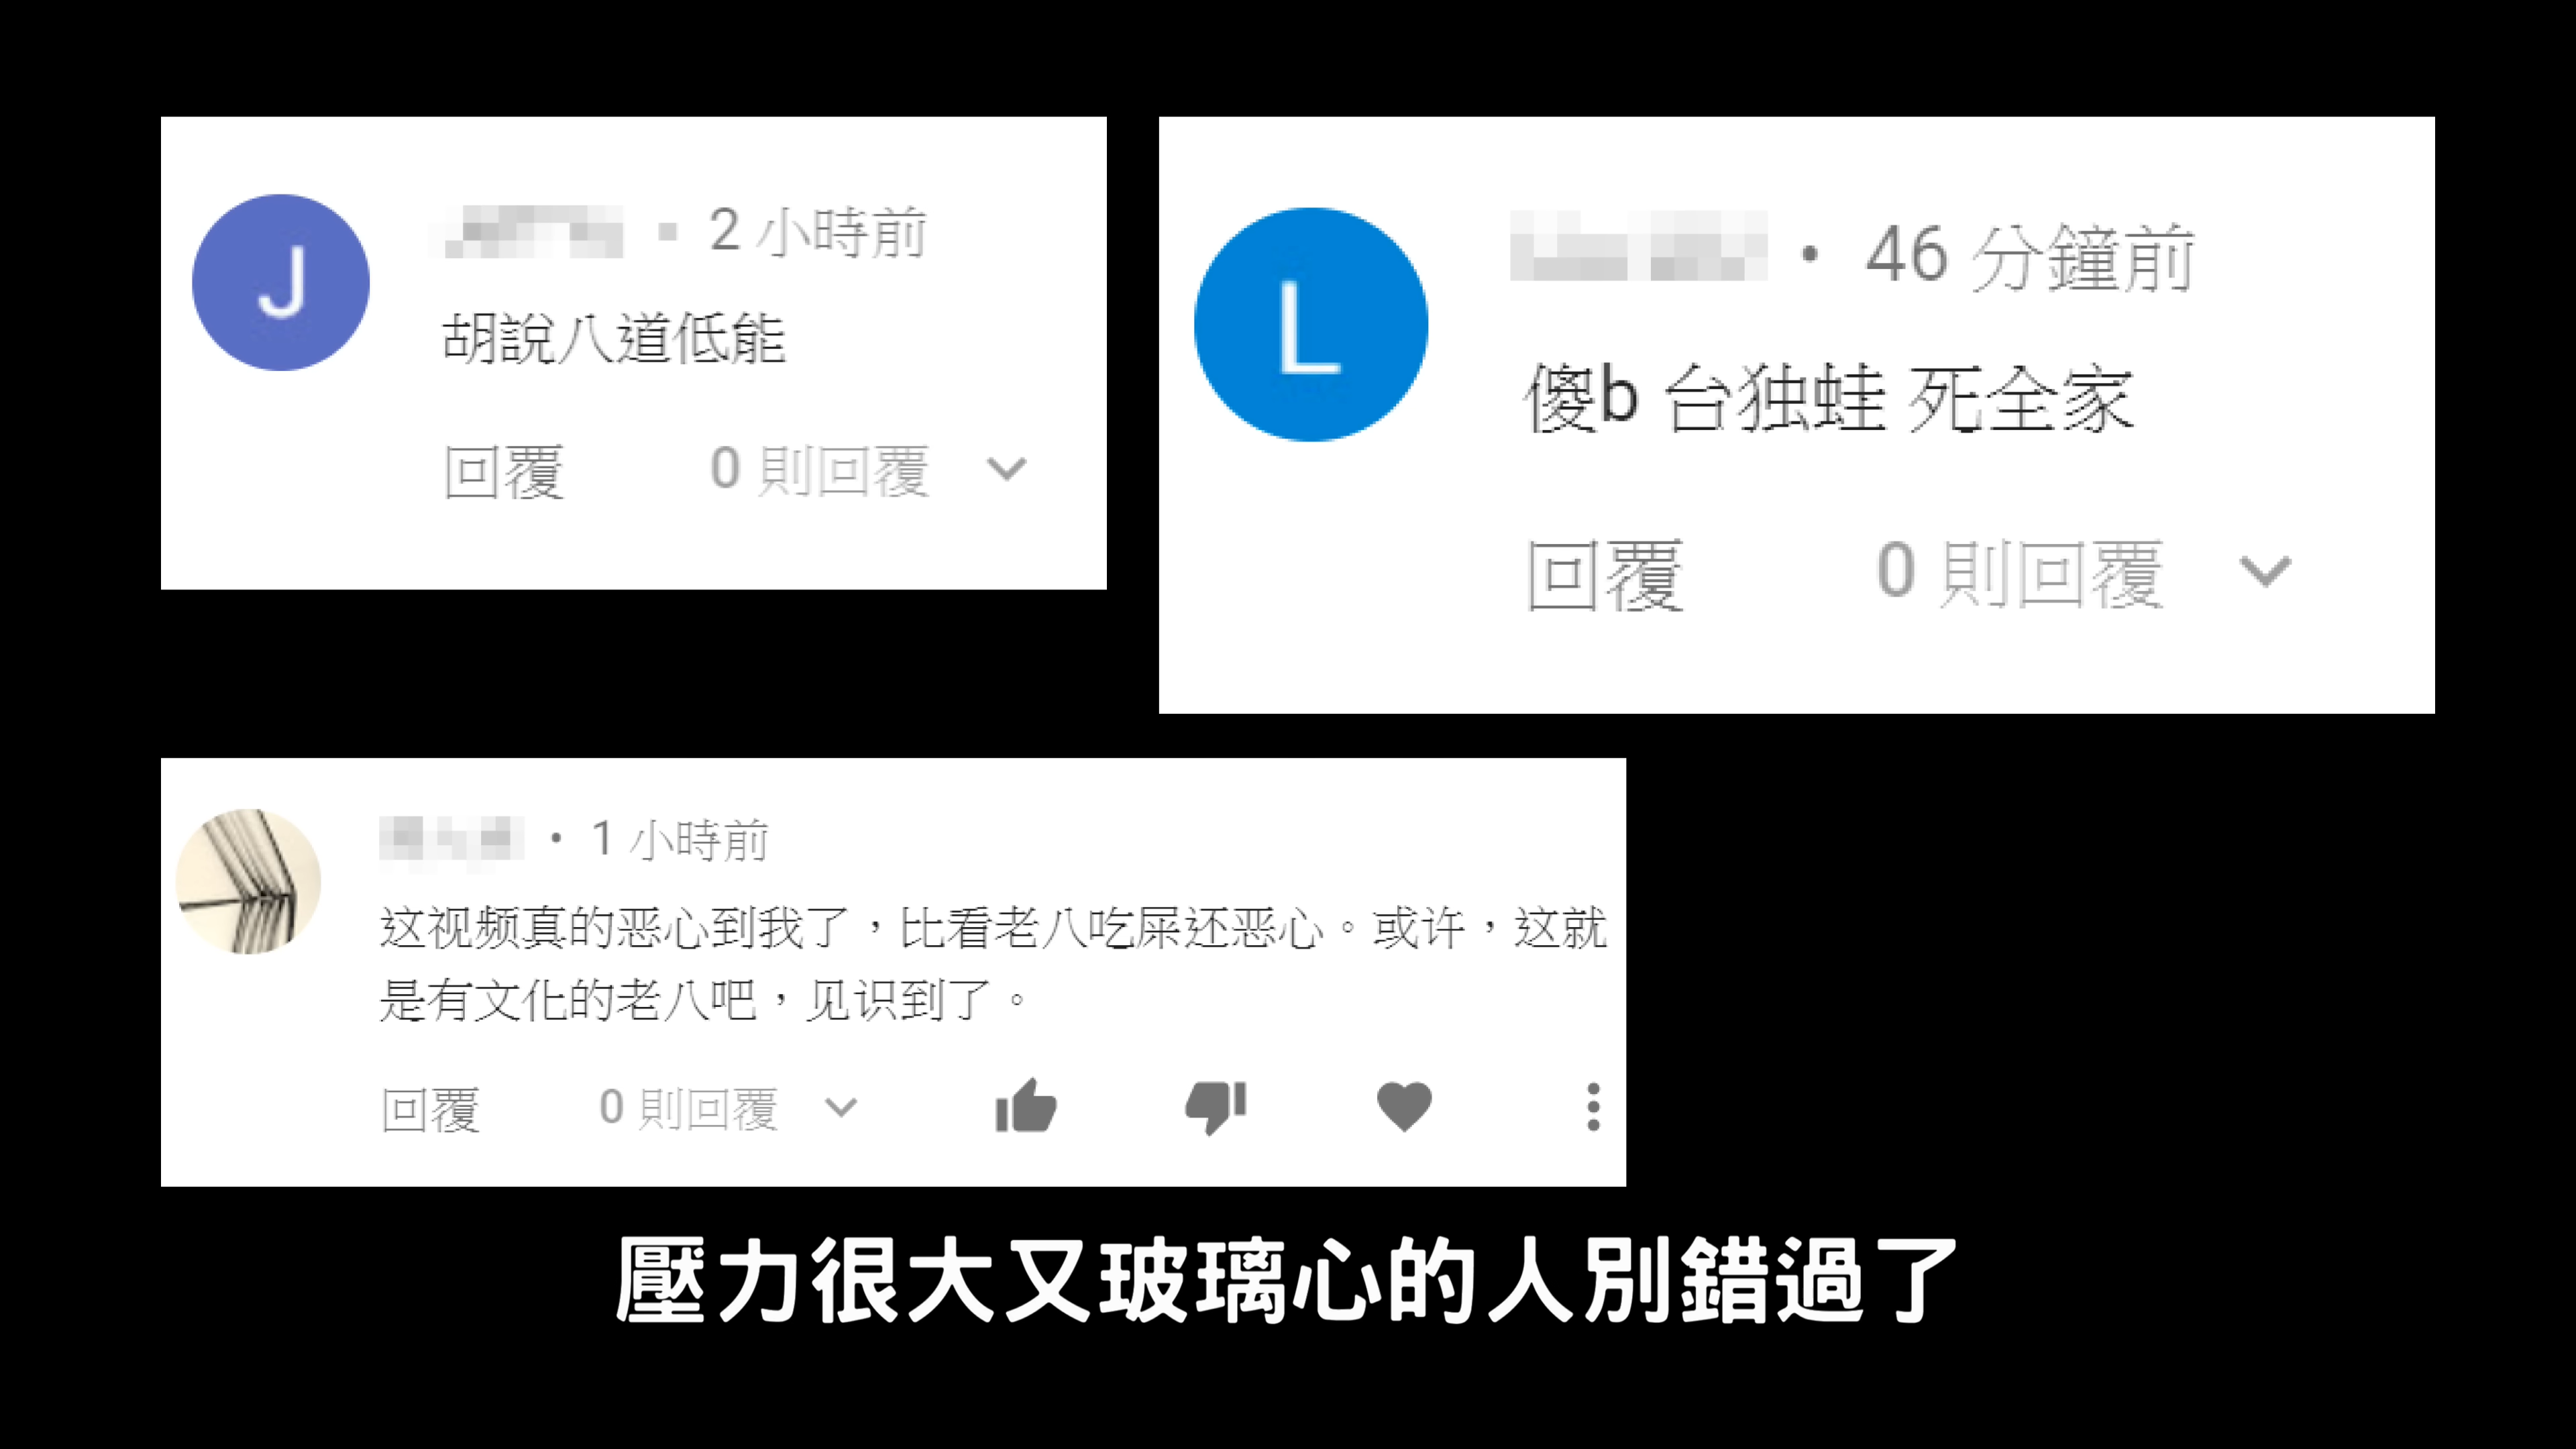 J
2 小時前
胡說八道低能
回覆 0 則回覆
L
46 分鐘前
傻b 台独蛙 死全家
回覆 0 則回覆
1 小時前
这视频真的恶心到我了，比看老八吃屎还恶心。或许，这就
是有文化的老八吧，见识到了。
回覆 0 則回覆
壓力很大又玻璃心的人別錯過了